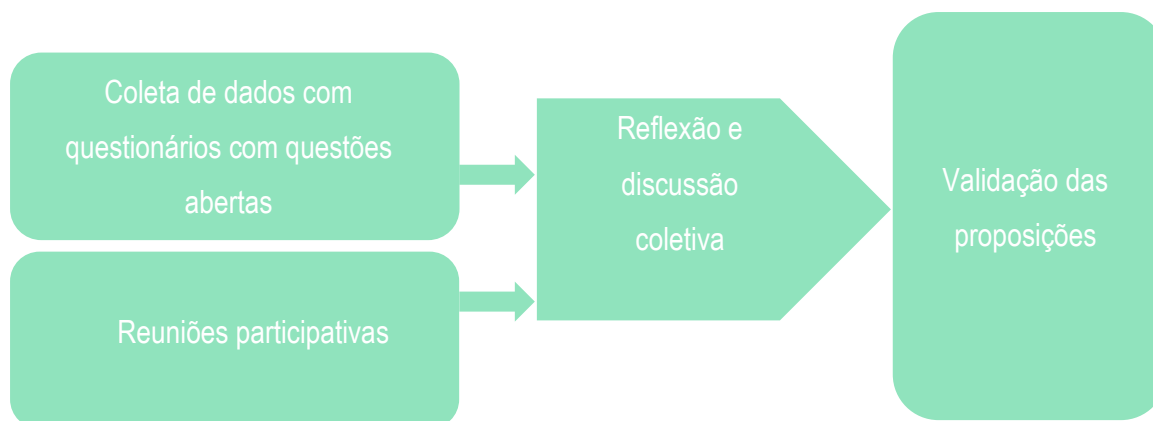 Coleta de dados com
questionários com questões
abertas
Reuniões participativas
Reflexão e
discussão
coletiva
Validação das
proposições